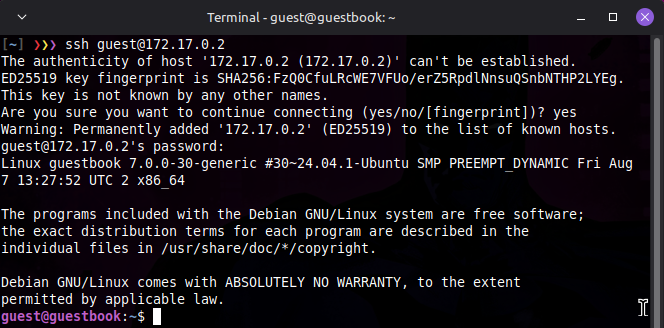 Terminal - guest@guestbook: ~
[~] ❯❯❯ ssh guest@172.17.0.2
The authenticity of host '172.17.0.2 (172.17.0.2)' can't be established.
ED25519 key fingerprint is SHA256:FzQ0CfuLRcWE7VFUo/erZ5RpdlNnsuQSnbNTHP2LYEg.
This key is not known by any other names.
Are you sure you want to continue connecting (yes/no/[fingerprint])? yes
Warning: Permanently added '172.17.0.2' (ED25519) to the list of known hosts.
guest@172.17.0.2's password:
Linux guestbook 7.0.0-30-generic #30~24.04.1-Ubuntu SMP PREEMPT_DYNAMIC Fri Aug
7 13:27:52 UTC 2 x86_64

The programs included with the Debian GNU/Linux system are free software;
the exact distribution terms for each program are described in the
individual files in /usr/share/doc/*/copyright.

Debian GNU/Linux comes with ABSOLUTELY NO WARRANTY, to the extent
permitted by applicable law.
guest@guestbook:~$